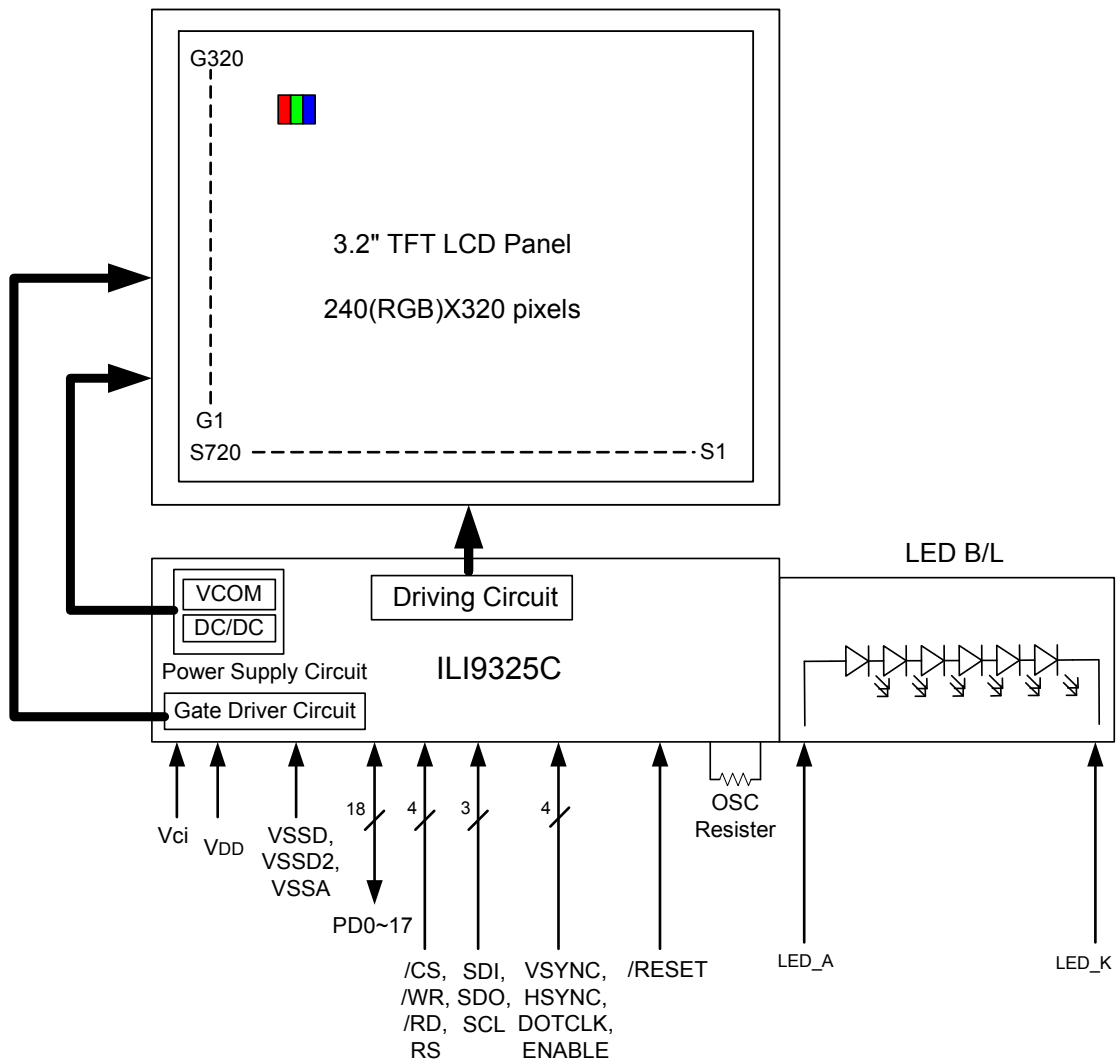 G320
3.2" TFT LCD Panel
240(RGB)X320 pixels
G1
S720
S1
LED B/L
VCOM
DC/DC
Driving Circuit
Power Supply Circuit
ILI9325C
Gate Driver Circuit
18
4
3
4
OSC
Resister
Vci
VDD
VSSD,
VSSD2,
VSSA
PD0~17
/CS,
/WR,
/RD,
RS
SDI,
SDO,
SCL
VSYNC,
HSYNC,
DOTCLK,
ENABLE
/RESET
LED_A
LED_K